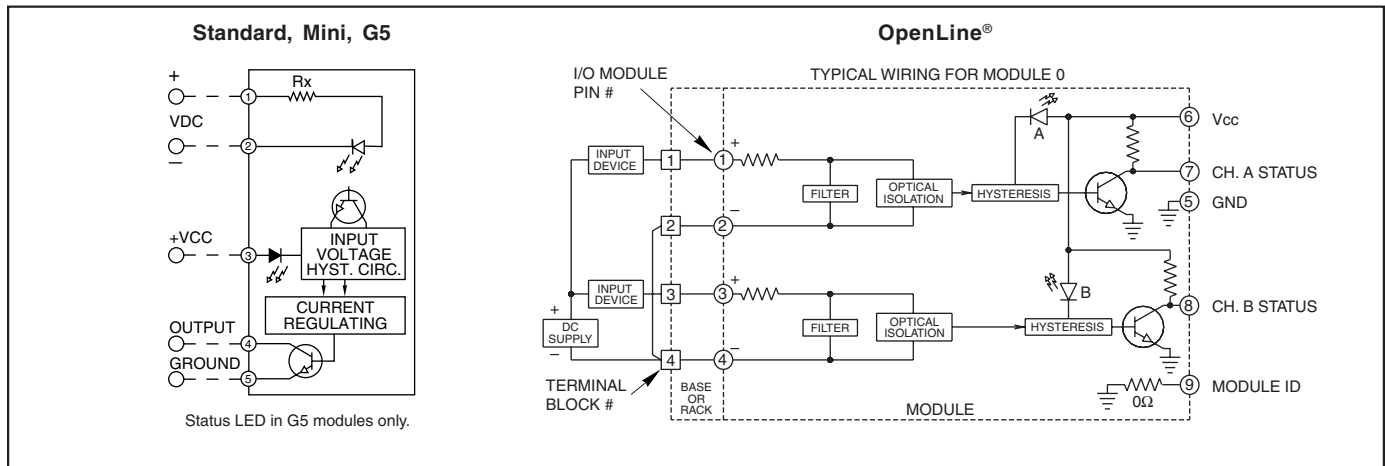 Standard, Mini, G5
+
Rx
1
VDC
2
–
+VCC
3
INPUT
VOLTAGE
HYST. CIRC.
CURRENT
REGULATING
OUTPUT
4
GROUND
5
Status LED in G5 modules only.
OpenLine®
I/O MODULE
PIN #
TYPICAL WIRING FOR MODULE 0
A
6
Vcc
INPUT
DEVICE
1
1
+
FILTER
OPTICAL
ISOLATION
HYSTERESIS
7
CH. A STATUS
5
GND
2
2
–
INPUT
DEVICE
3
3
+
B
8
CH. B STATUS
+
DC
SUPPLY
–
FILTER
OPTICAL
ISOLATION
HYSTERESIS
4
4
–
TERMINAL
BLOCK #
BASE
OR
RACK
MODULE
0Ω
9
MODULE ID